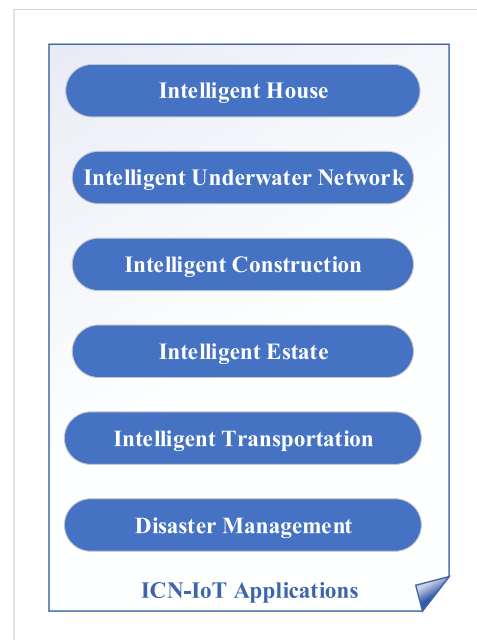 Intelligent House
Intelligent Underwater Network
Intelligent Construction
Intelligent Estate
Intelligent Transportation
Disaster Management
ICN-IoT Applications